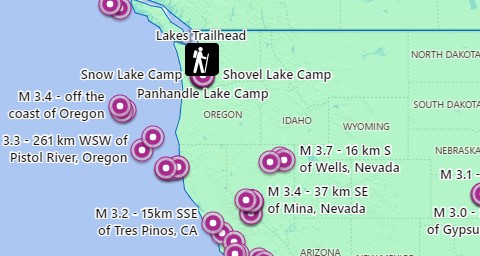 Lakes Trailhead
NORTH DAKOTA
Snow Lake Camp
Shovel Lake Camp
Panhandle Lake Camp
M 3.4 - off the
coast of Oregon
OREGON
IDAHO
SOUTH DAKOTA
WYOMING
3.3 - 261 km WSW of
Pistol River, Oregon
M 3.7 - 16 km S
of Wells, Nevada
NEBRASKA
M 3.1 -
M 3.4 - 37 km SE
of Mina, Nevada
M 3.2 - 15km SSE
of Tres Pinos, CA
M 3.0 -
of Gypsu
ARIZONA
NEW MEXICO